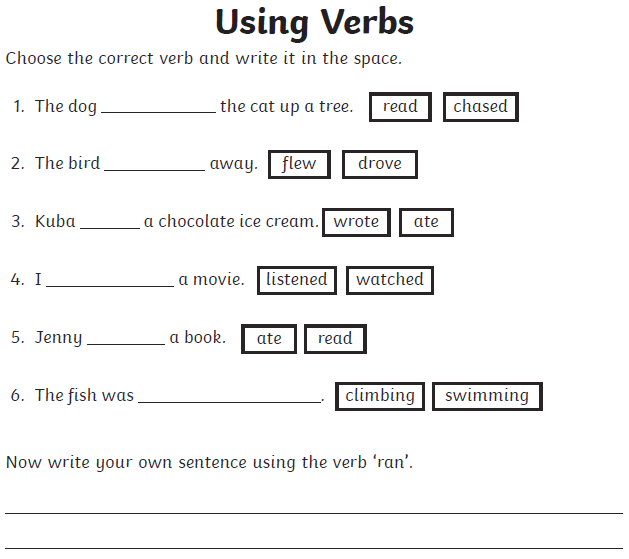 Using Verbs
Choose the correct verb and write it in the space.
1. The dog ____________ the cat up a tree. read chased
2. The bird ___________ away. flew drove
3. Kuba ______ a chocolate ice cream. wrote ate
4. I ______________ a movie. listened watched
5. Jenny ________ a book. ate read
6. The fish was ____________________. climbing swimming
Now write your own sentence using the verb ‘ran’.